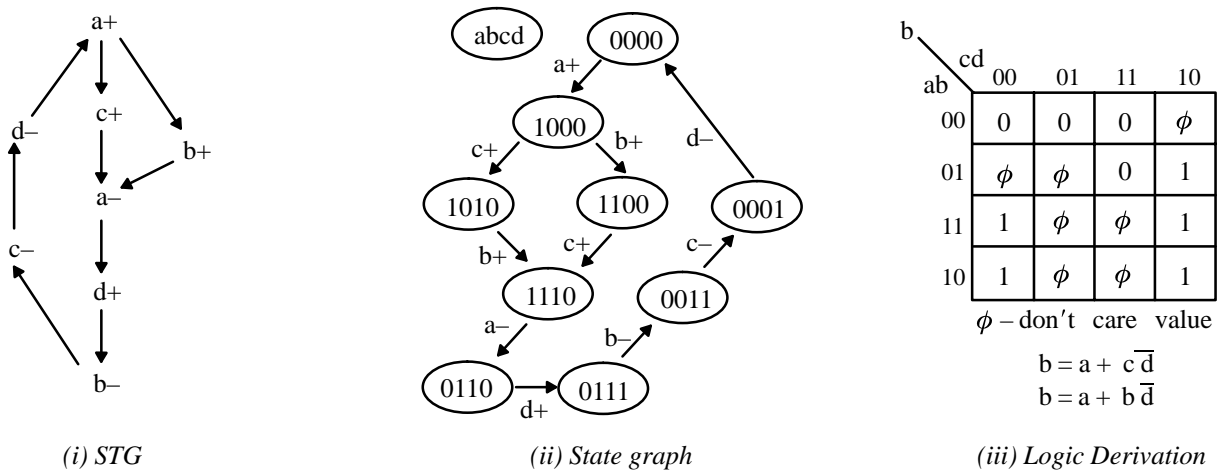 a+
c+
d–
b+
a–
c–
d+
b–
(i) STG
abcd
0000
a+
1000
d–
c+
b+
1010
1100
0001
b+
c+
c–
1110
0011
a–
b–
0110
0111
d+
(ii) State graph
b
cd
ab
00 01 11 10
00 0 0 0 ϕ
01 ϕ ϕ 0 1
11 1 ϕ ϕ 1
10 1 ϕ ϕ 1
ϕ – don't care value
b = a + cd̅
b = a + bd̅
(iii) Logic Derivation